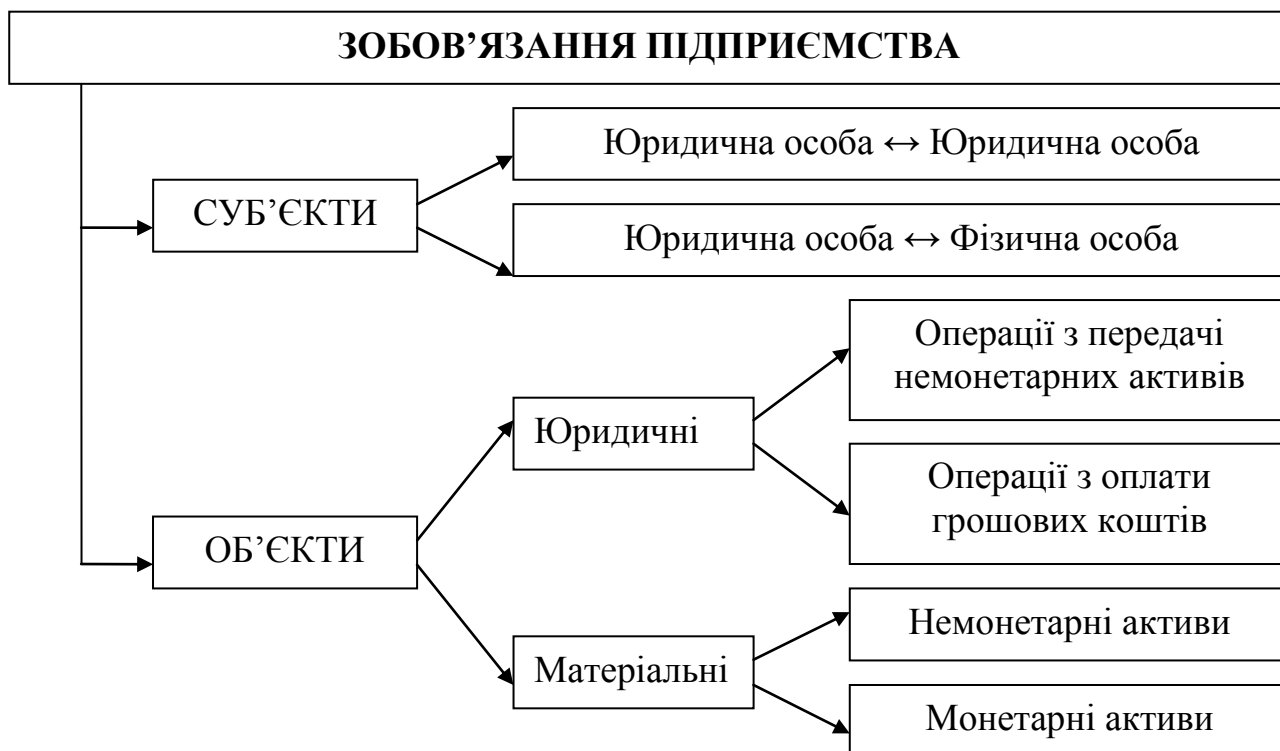 ЗОБОВ’ЯЗАННЯ ПІДПРИЄМСТВА
СУБ’ЄКТИ
Юридична особа ↔ Юридична особа
Юридична особа ↔ Фізична особа
ОБ’ЄКТИ
Юридичні
Операції з передачі
немонетарних активів
Операції з оплати
грошових коштів
Матеріальні
Немонетарні активи
Монетарні активи